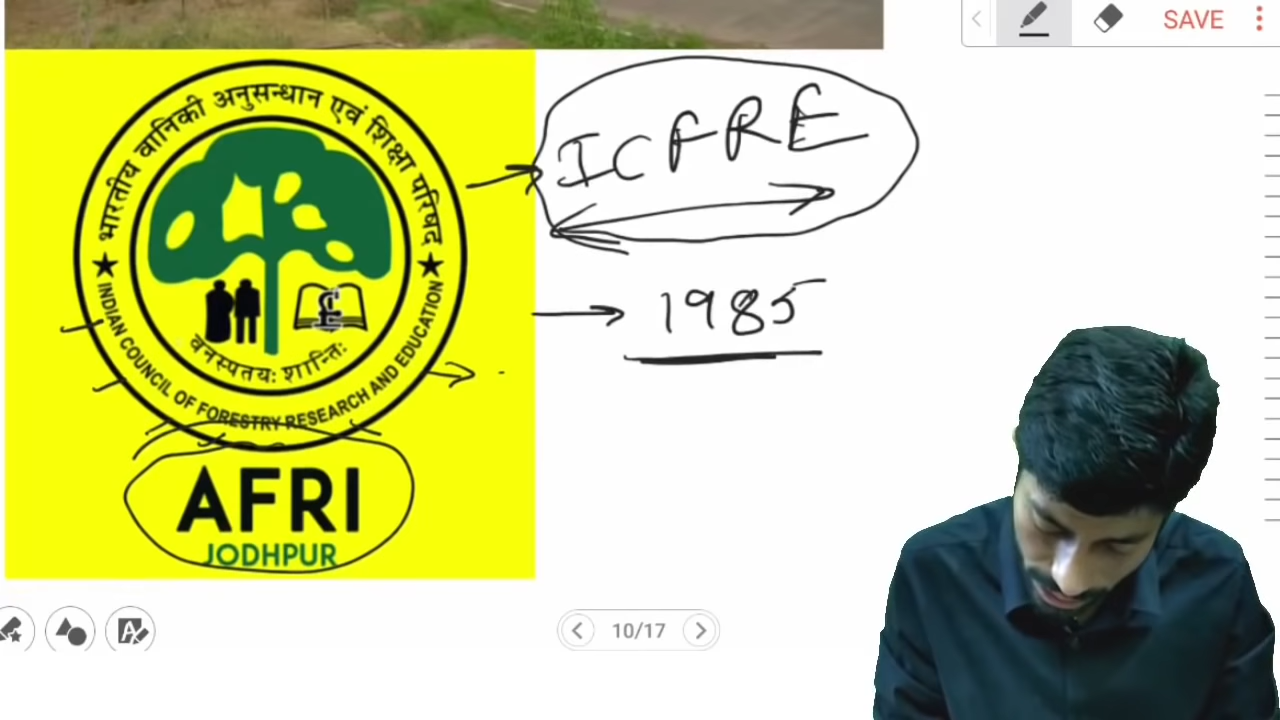 SAVE
भारतीय वानिकी अनुसन्धान एवं शिक्षा परिषद
ICFRE
1985
£
वनस्पतयः शान्तिः
INDIAN COUNCIL OF FORESTRY RESEARCH AND EDUCATION
AFRI
JODHPUR
A
10/17